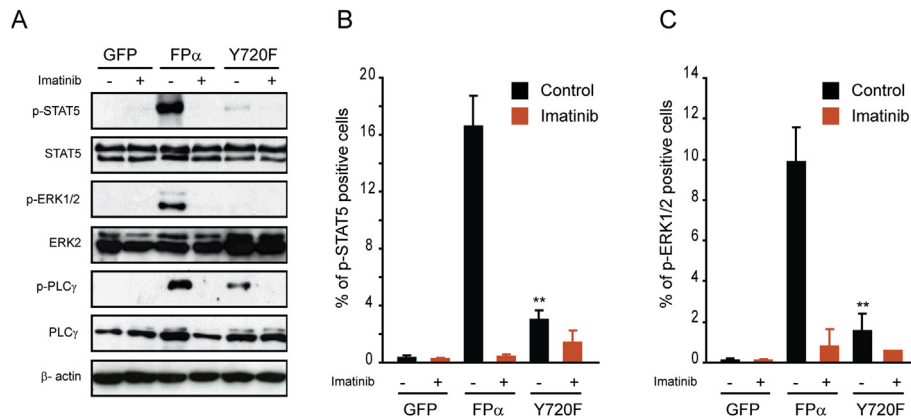 A
GFP FPα Y720F
Imatinib - + - + - +
p-STAT5
STAT5
p-ERK1/2
ERK2
p-PLCγ
PLCγ
β- actin
B
% of p-STAT5 positive cells
20
16
12
8
4
2
0
Control
Imatinib
**
Imatinib - + - + - +
GFP FPα Y720F
C
% of p-ERK1/2 positive cells
14
12
10
8
6
4
2
0
Control
Imatinib
**
Imatinib - + - + - +
GFP FPα Y720F